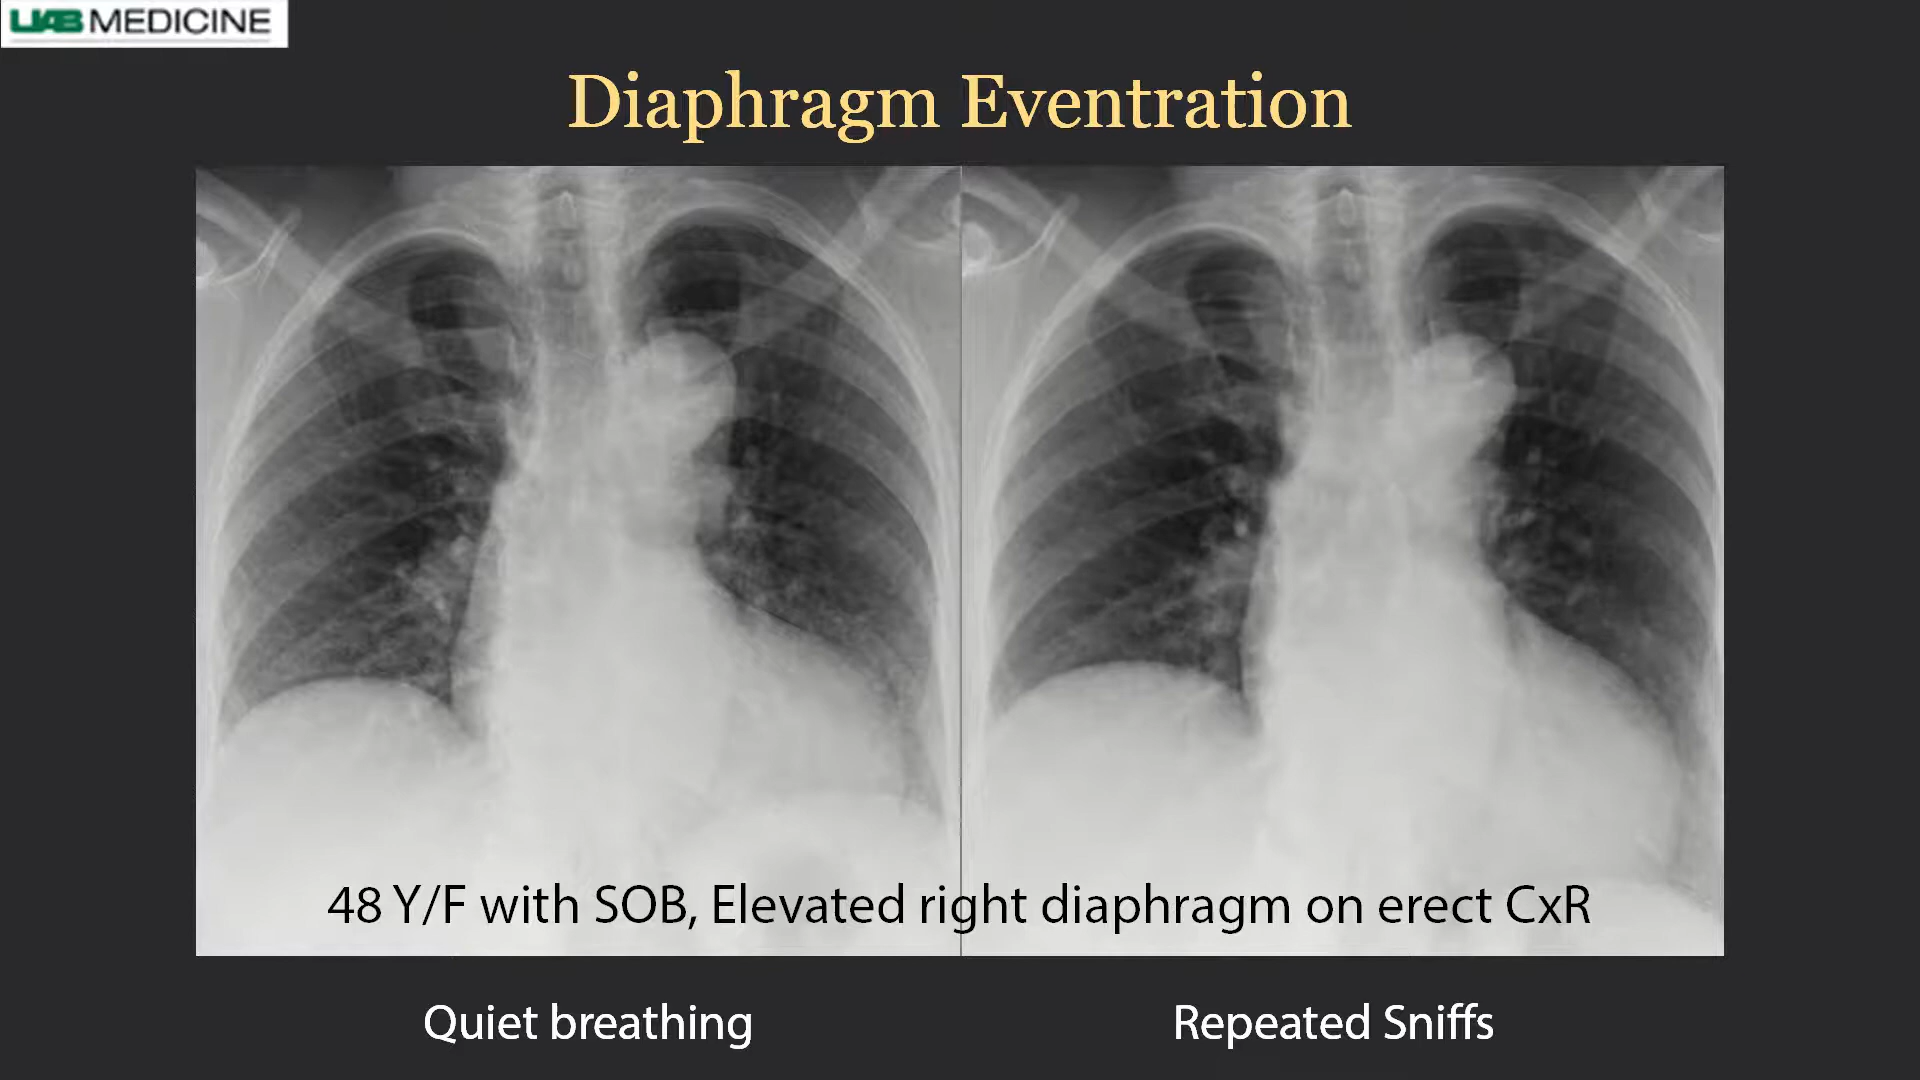 UAB MEDICINE
Diaphragm Eventration
48 Y/F with SOB, Elevated right diaphragm on erect CxR
Quiet breathing
Repeated Sniffs